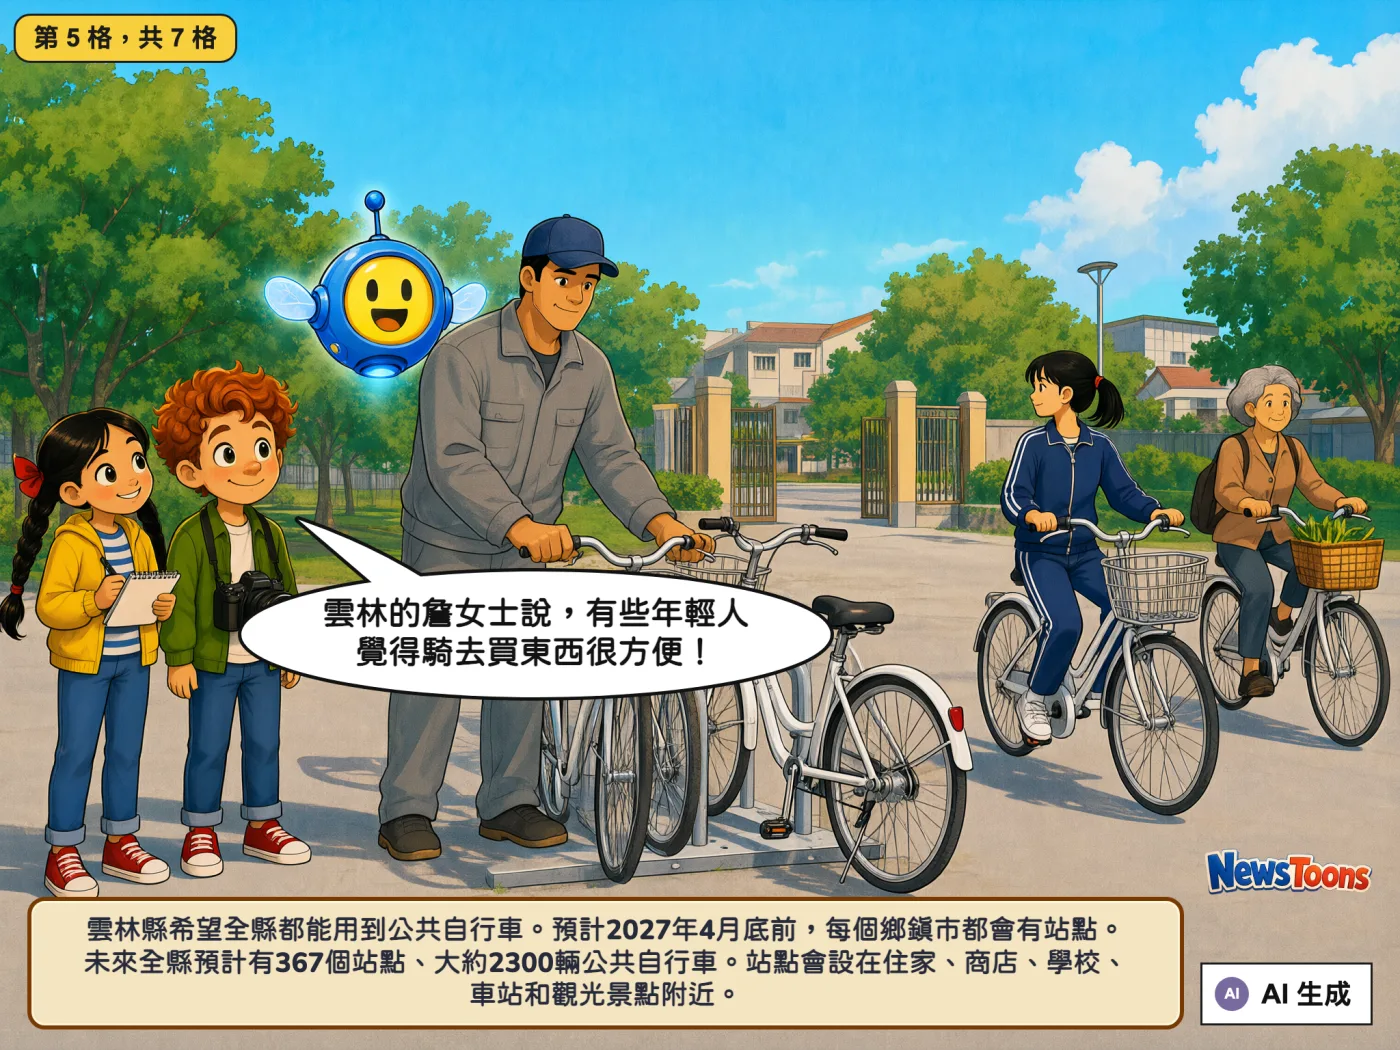 第 5 格，共 7 格
雲林的詹女士說，有些年輕人
覺得騎去買東西很方便！
NewsToons
雲林縣希望全縣都能用到公共自行車。預計2027年4月底前，每個鄉鎮市都會有站點。
未來全縣預計有367個站點、大約2300輛公共自行車。站點會設在住家、商店、學校、
車站和觀光景點附近。
AI AI 生成